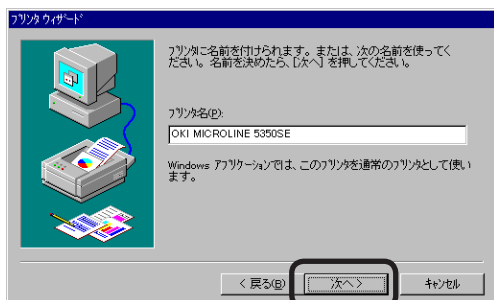 プリンタ ウィザード
プリンタに名前を付けられます。または、次の名前を使ってく
ださい。名前を決めたら、[次へ] を押してください。
プリンタ名(P):
OKI MICROLINE 5350SE
Windows アプリケーションでは、このプリンタを通常のプリンタとして使い
ます。
< 戻る(B)
次へ >
キャンセル